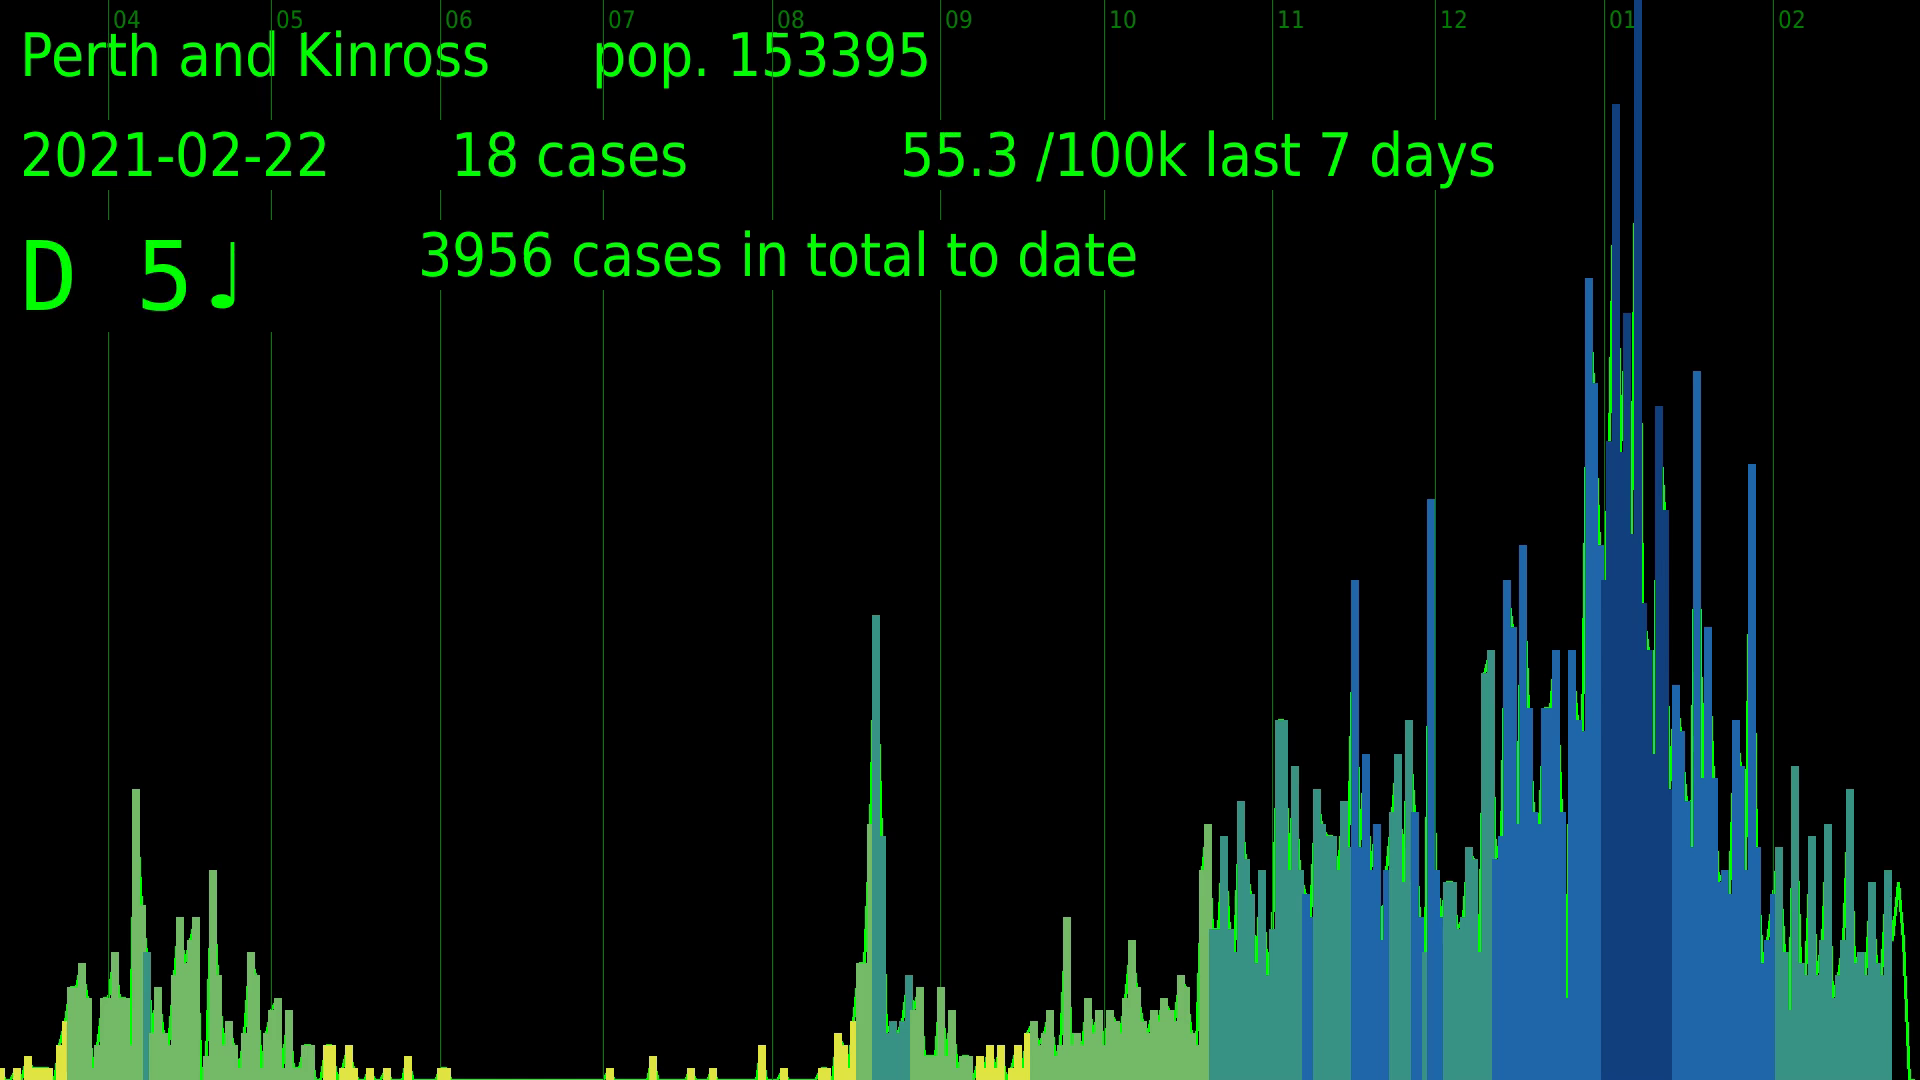 04 05 06 07 08 09 10 11 12 01 02
Perth and Kinross pop. 153395
2021-02-22 18 cases 55.3 /100k last 7 days
D 5♩ 3956 cases in total to date